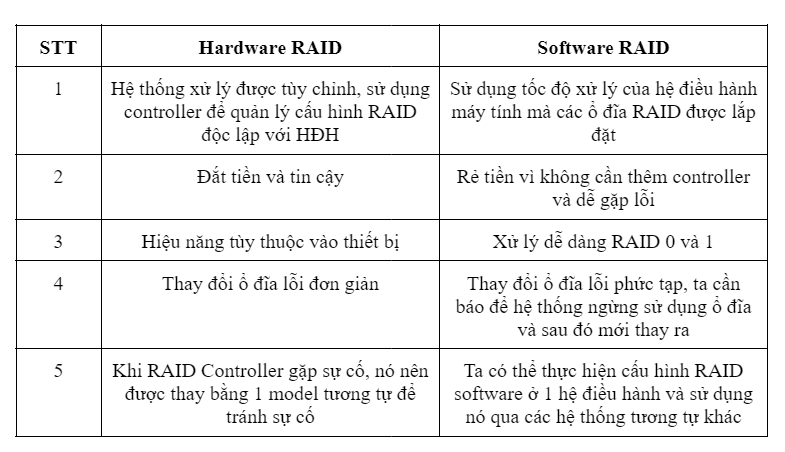 STT Hardware RAID Software RAID
1 Hệ thống xử lý được tùy chỉnh, sử dụng
controller để quản lý cấu hình RAID
độc lập với HĐH
Sử dụng tốc độ xử lý của hệ điều hành
máy tính mà các ổ đĩa RAID được lắp
đặt
2 Đắt tiền và tin cậy
Rẻ tiền vì không cần thêm controller
và dễ gặp lỗi
3 Hiệu năng tùy thuộc vào thiết bị
Xử lý dễ dàng RAID 0 và 1
4 Thay đổi ổ đĩa lỗi đơn giản
Thay đổi ổ đĩa lỗi phức tạp, ta cần
báo để hệ thống ngừng sử dụng ổ đĩa
và sau đó mới thay ra
5 Khi RAID Controller gặp sự cố, nó nên
được thay bằng 1 model tương tự để
tránh sự cố
Ta có thể thực hiện cấu hình RAID
software ở 1 hệ điều hành và sử dụng
nó qua các hệ thống tương tự khác